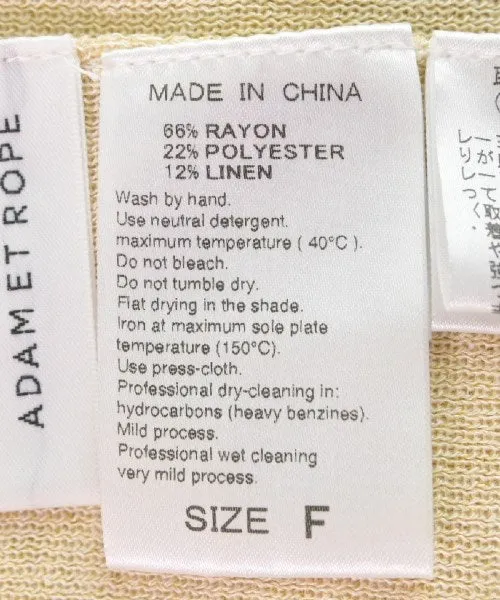 ADAMETROPE
MADE IN CHINA
66% RAYON
22% POLYESTER
12% LINEN
Wash by hand.
Use neutral detergent.
maximum temperature ( 40°C ).
Do not bleach.
Do not tumble dry.
Flat drying in the shade.
Iron at maximum sole plate
temperature (150°C).
Use press-cloth.
Professional dry-cleaning in:
hydrocarbons (heavy benzines).
Mild process.
Professional wet cleaning
very mild process.
SIZE F